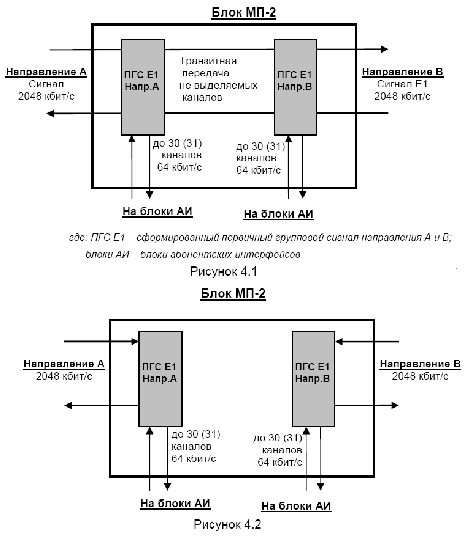 Блок МП-2
Направление А
Сигнал
2048 кбит/с
ПГС Е1
Напр.А
Транзитная
передача
не выделяемых
каналов
ПГС Е1
Напр.В
Направление В
Сигнал Е1
2048 кбит/с
до 30 (31)
каналов
64 кбит/с
до 30 (31)
каналов
64 кбит/с
На блоки АИ
На блоки АИ
где: ПГС Е1 – сформированный первичный групповой сигнал направления А и В;
блоки АИ – блоки абонентских интерфейсов
Рисунок 4.1
Блок МП-2
Направление А
2048 кбит/с
ПГС Е1
Напр.А
ПГС Е1
Напр.В
Направление В
2048 кбит/с
до 30 (31)
каналов
64 кбит/с
до 30 (31)
каналов
64 кбит/с
На блоки АИ
На блоки АИ
Рисунок 4.2